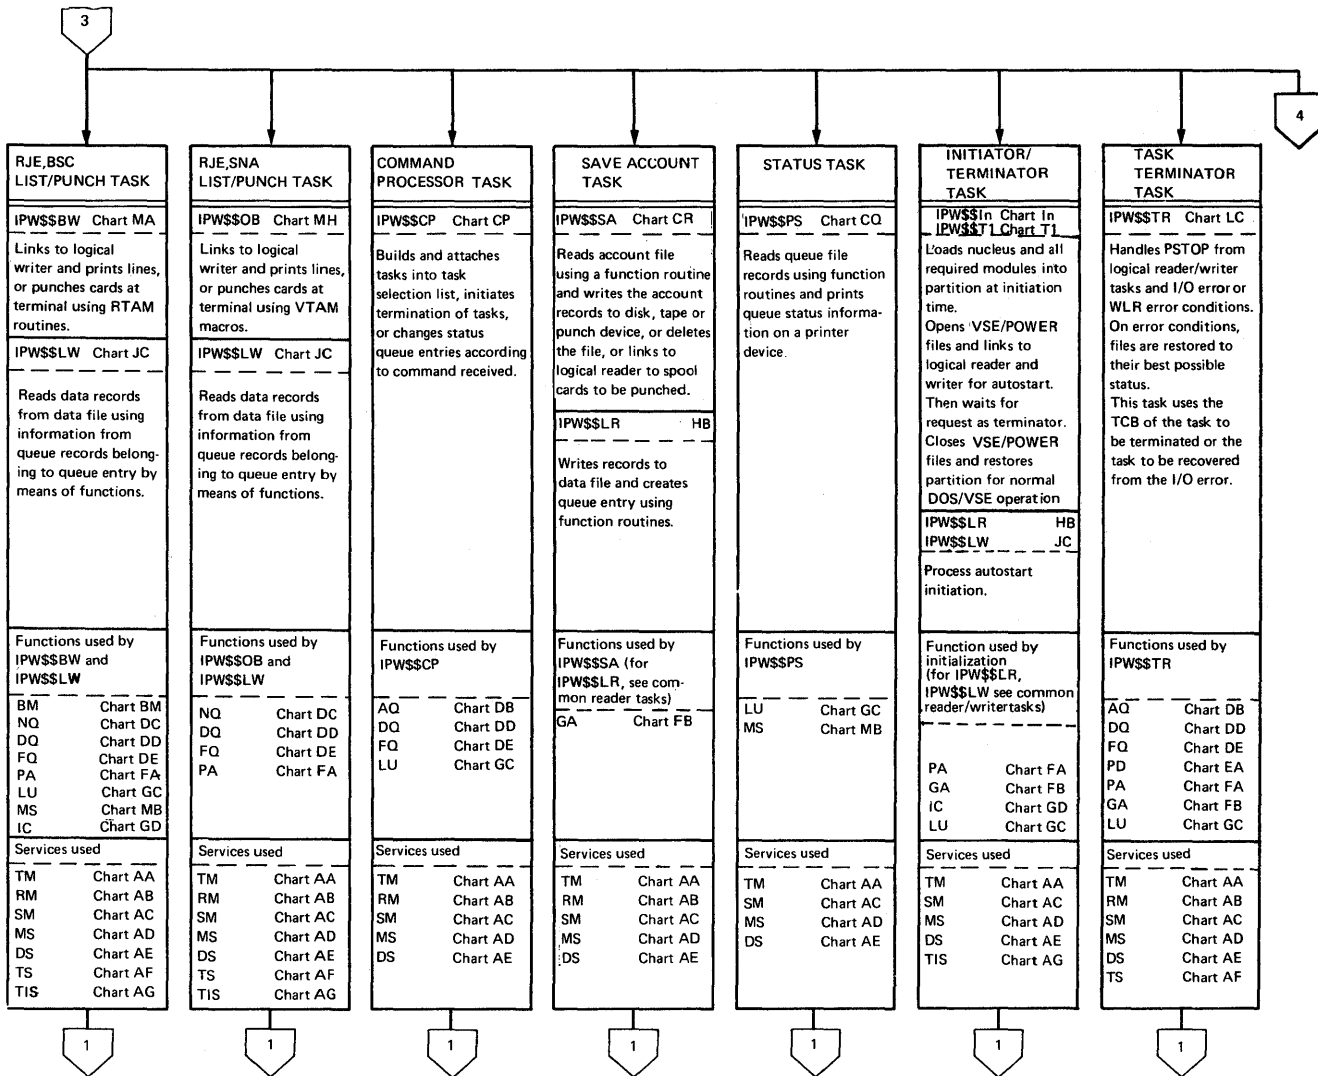 3
4
RJE,BSC
LIST/PUNCH TASK
IPW$$BW Chart MA
Links to logical
writer and prints lines,
or punches cards at
terminal using RTAM
routines.
IPW$$LW Chart JC
Reads data records
from data file using
information from
queue records belong-
ing to queue entry by
means of functions.
Functions used by
IPW$$BW and
IPW$$LW
BM Chart BM
NQ Chart DC
DQ Chart DD
FQ Chart DE
PA Chart FA
LU Chart GC
MS Chart MB
IC Chart GD
Services used
TM Chart AA
RM Chart AB
SM Chart AC
MS Chart AD
DS Chart AE
TS Chart AF
TIS Chart AG
1
RJE,SNA
LIST/PUNCH TASK
IPW$$OB Chart MH
Links to logical
writer and prints lines,
or punches cards at
terminal using VTAM
macros.
IPW$$LW Chart JC
Reads data records
from data file using
information from
queue records belong-
ing to queue entry by
means of functions.
Functions used by
IPW$$OB and
IPW$$LW
NQ Chart DC
DQ Chart DD
FQ Chart DE
PA Chart FA
Services used
TM Chart AA
RM Chart AB
SM Chart AC
MS Chart AD
DS Chart AE
TS Chart AF
TIS Chart AG
1
COMMAND
PROCESSOR TASK
IPW$$CP Chart CP
Builds and attaches
tasks into task
selection list, initiates
termination of tasks,
or changes status
queue entries according
to command received.
Functions used by
IPW$$CP
AQ Chart DB
DQ Chart DD
FQ Chart DE
LU Chart GC
Services used
TM Chart AA
RM Chart AB
SM Chart AC
MS Chart AD
DS Chart AE
1
SAVE ACCOUNT
TASK
IPW$$SA Chart CR
Reads account file
using a function routine
and writes the account
records to disk, tape or
punch device, or deletes
the file, or links to
logical reader to spool
cards to be punched.
IPW$$LR HB
Writes records to
data file and creates
queue entry using
function routines.
Functions used by
IPW$$SA (for
IPW$$LR, see com-
mon reader tasks)
GA Chart FB
Services used
TM Chart AA
RM Chart AB
SM Chart AC
MS Chart AD
DS Chart AE
1
STATUS TASK
IPW$$PS Chart CQ
Reads queue file
records using function
routines and prints
queue status informa-
tion on a printer
device.
Functions used by
IPW$$PS
LU Chart GC
MS Chart MB
Services used
TM Chart AA
SM Chart AC
MS Chart AD
DS Chart AE
1
INITIATOR/
TERMINATOR
TASK
IPW$$In Chart In
IPW$$T1 Chart T1
Loads nucleus and all
required modules into
partition at initiation
time.
Opens VSE/POWER
files and links to
logical reader and
writer for autostart.
Then waits for
request as terminator.
Closes VSE/POWER
files and restores
partition for normal
DOS/VSE operation
IPW$$LR HB
IPW$$LW JC
Process autostart
initiation.
Function used by
initialization
(for IPW$$LR,
IPW$$LW see common
reader/writertasks)
PA Chart FA
GA Chart FB
IC Chart GD
LU Chart GC
Services used
TM Chart AA
SM Chart AC
MS Chart AD
DS Chart AE
TIS Chart AG
1
TASK
TERMINATOR
TASK
IPW$$TR Chart LC
Handles PSTOP from
logical reader/writer
tasks and I/O error or
WLR error conditions.
On error conditions,
files are restored to
their best possible
status.
This task uses the
TCB of the task to
be terminated or the
task to be recovered
from the I/O error.
Functions used by
IPW$$TR
AQ Chart DB
DQ Chart DD
FQ Chart DE
PD Chart EA
PA Chart FA
GA Chart FB
LU Chart GC
Services used
TM Chart AA
RM Chart AB
SM Chart AC
MS Chart AD
DS Chart AE
TS Chart AF
1